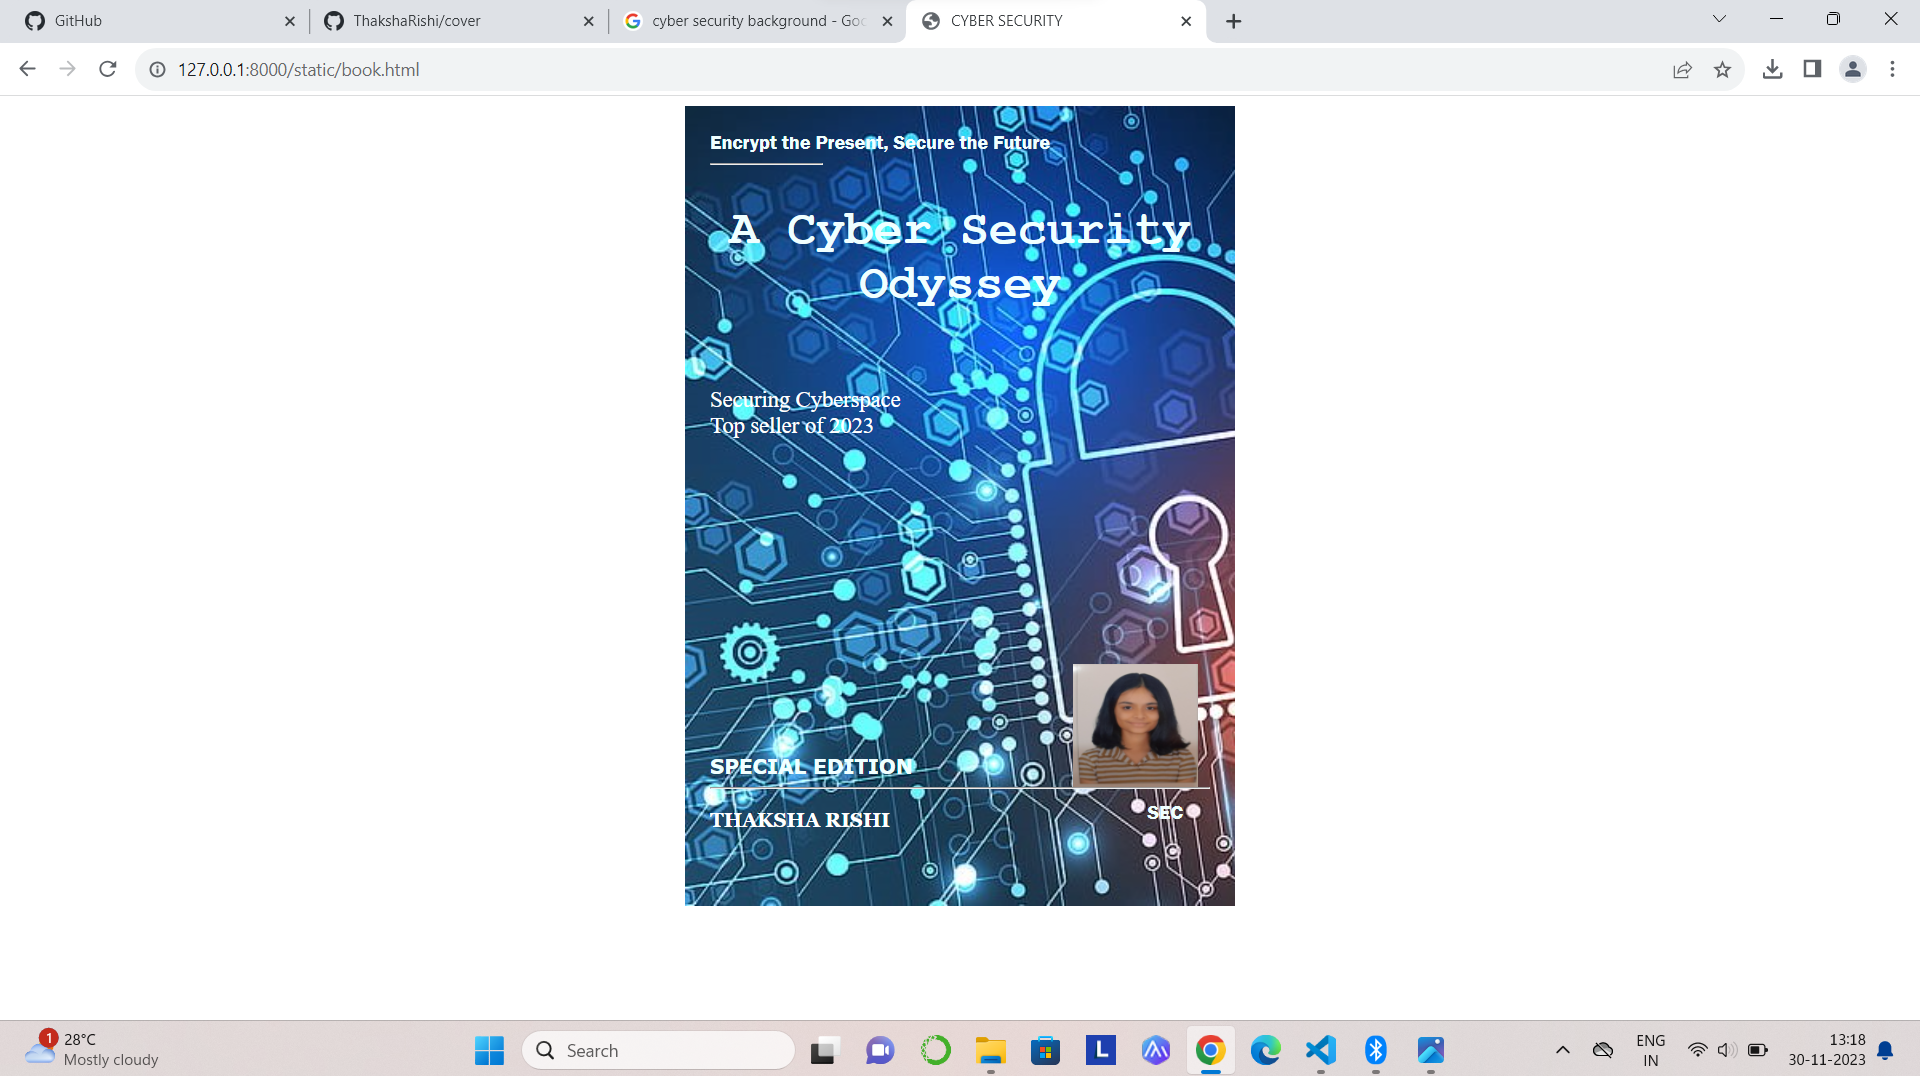 GitHub
ThakshaRishi/cover
cyber security background - Goo
CYBER SECURITY
127.0.0.1:8000/static/book.html
Encrypt the Present, Secure the Future
A Cyber Security
Odyssey
Securing Cyberspace
Top seller of 2023
SPECIAL EDITION
THAKSHA RISHI
SEC
1
28°C
Mostly cloudy
Search
L
ENG
IN
13:18
30-11-2023